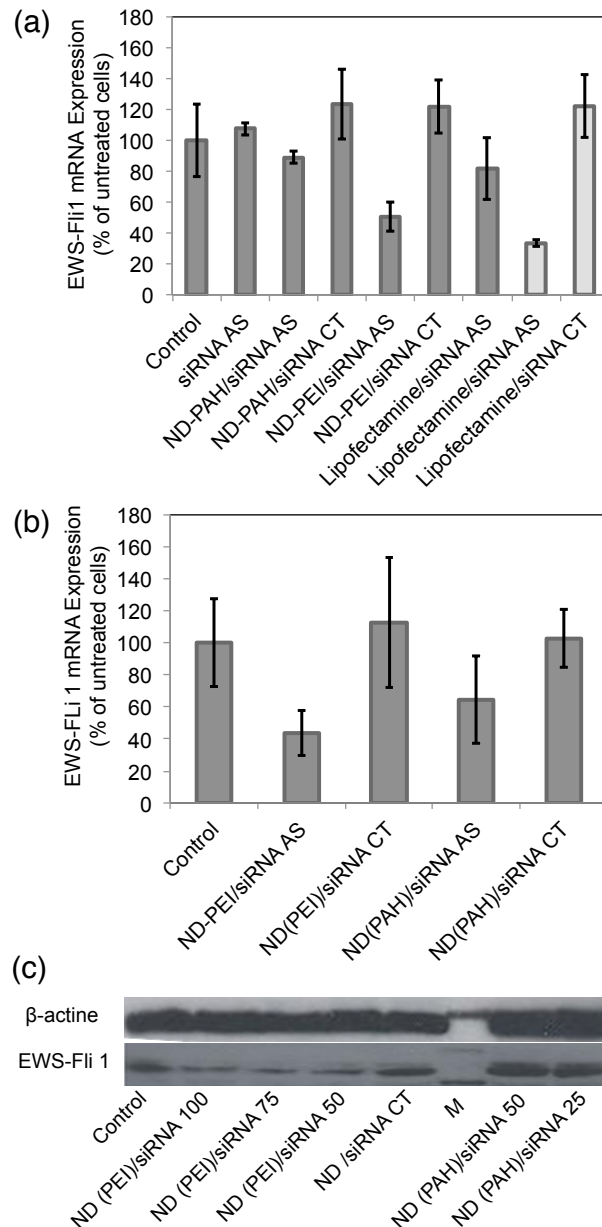 (a)
EWS-Fli1 mRNA Expression
(% of untreated cells)
180
160
140
120
100
80
60
40
20
0
Control
siRNA AS
ND-PAH/siRNA AS
ND-PAH/siRNA CT
ND-PEI/siRNA AS
ND-PEI/siRNA CT
Lipofectamine/siRNA AS
Lipofectamine/siRNA AS
Lipofectamine/siRNA CT
(b)
EWS-FLi 1 mRNA Expression
(% of untreated cells)
180
160
140
120
100
80
60
40
20
0
Control
ND-PEI/siRNA AS
ND(PEI)/siRNA CT
ND(PAH)/siRNA AS
ND(PAH)/siRNA CT
(c)
β-actine
EWS-Fli 1
Control
ND (PEI)/siRNA 100
ND (PEI)/siRNA 75
ND (PEI)/siRNA 50
ND /siRNA CT
M
ND (PAH)/siRNA 50
ND (PAH)/siRNA 25